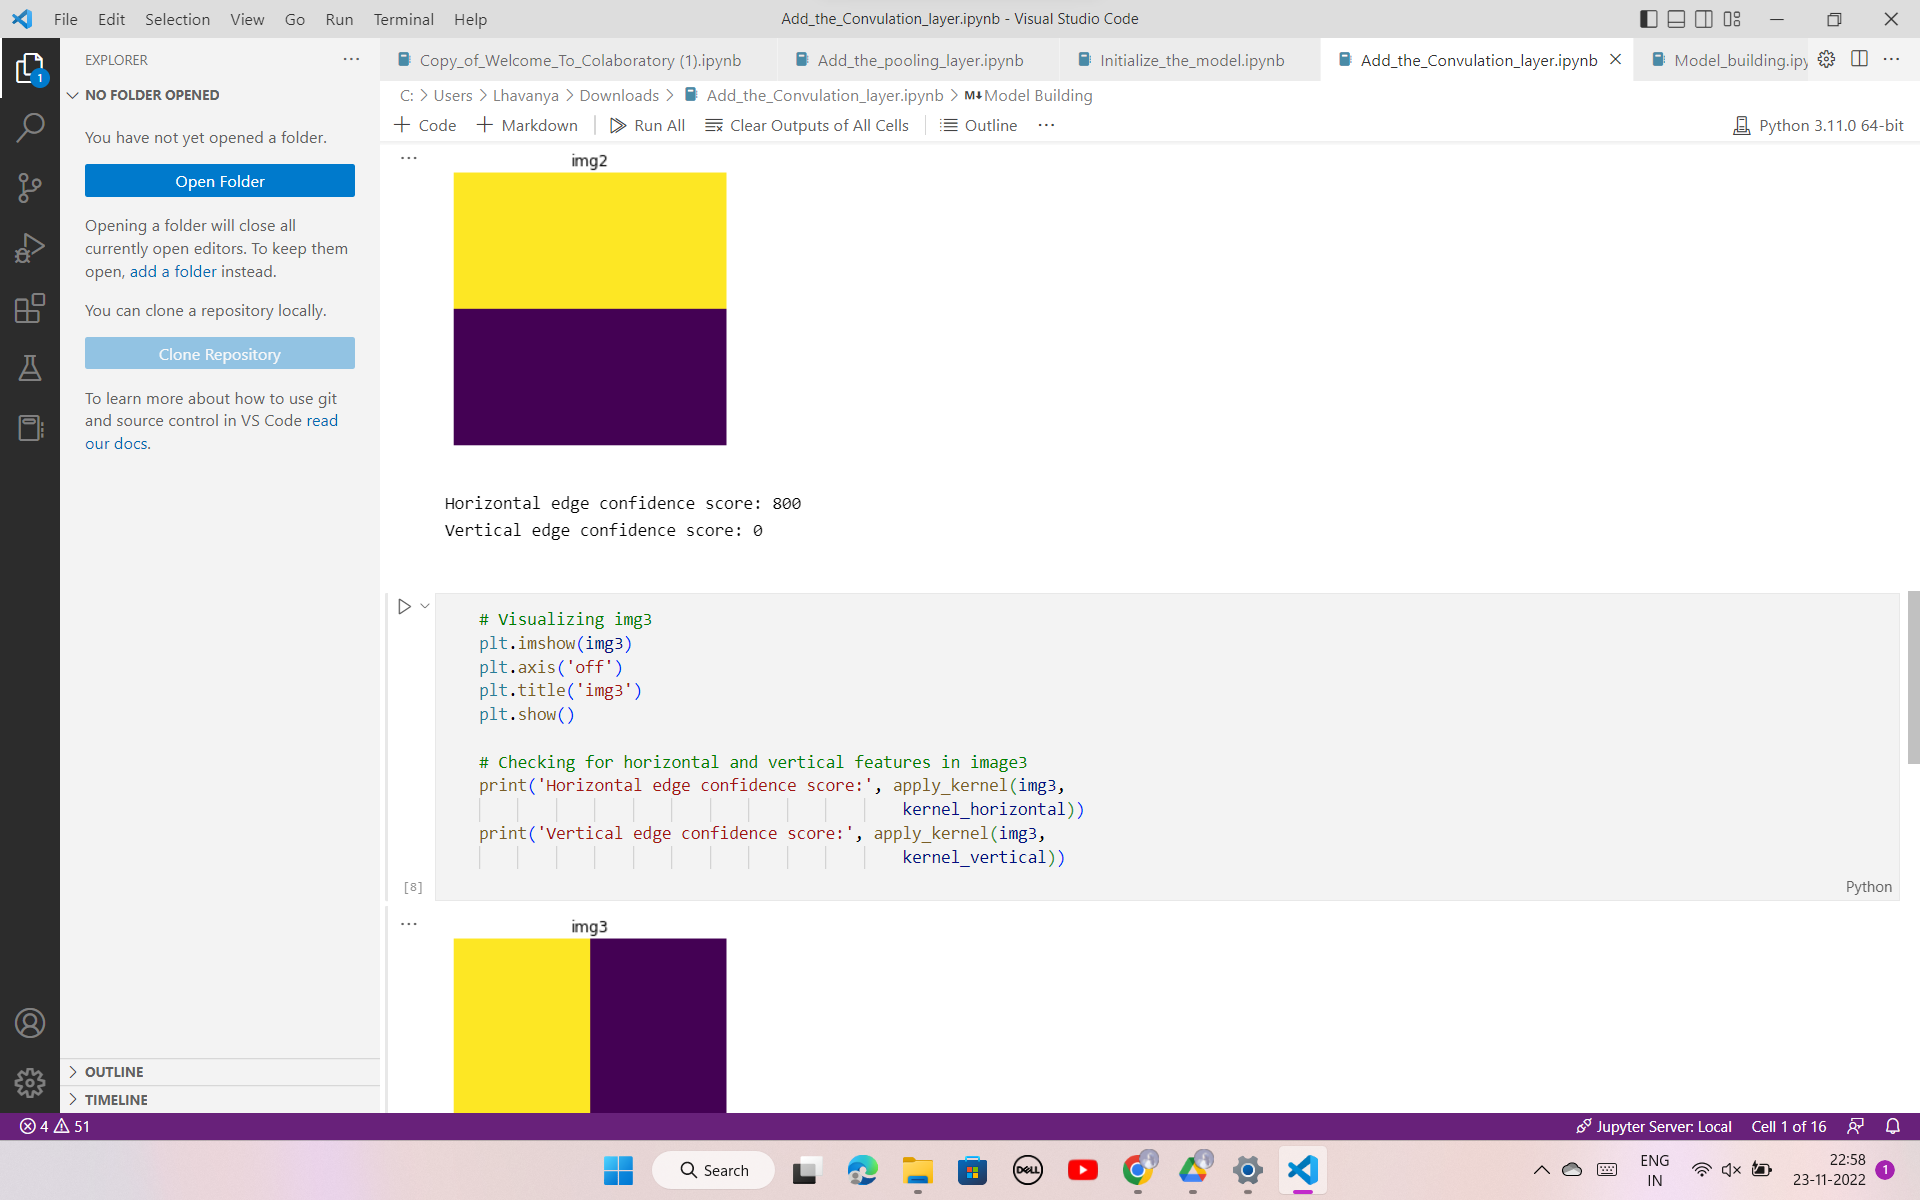 File Edit Selection View Go Run Terminal Help
Add_the_Convulation_layer.ipynb - Visual Studio Code
EXPLORER
NO FOLDER OPENED
You have not yet opened a folder.
Open Folder
Opening a folder will close all
currently open editors. To keep them
open, add a folder instead.
You can clone a repository locally.
Clone Repository
To learn more about how to use git
and source control in VS Code read
our docs.
OUTLINE
TIMELINE
1
Copy_of_Welcome_To_Colaboratory (1).ipynb
Add_the_pooling_layer.ipynb
Initialize_the_model.ipynb
Add_the_Convulation_layer.ipynb
Model_building.ipy
C: > Users > Lhavanya > Downloads > Add_the_Convulation_layer.ipynb > M↓Model Building
+ Code + Markdown Run All Clear Outputs of All Cells Outline ...
Python 3.11.0 64-bit
img2
Horizontal edge confidence score: 800
Vertical edge confidence score: 0
# Visualizing img3
plt.imshow(img3)
plt.axis('off')
plt.title('img3')
plt.show()
# Checking for horizontal and vertical features in image3
print('Horizontal edge confidence score:', apply_kernel(img3,
kernel_horizontal))
print('Vertical edge confidence score:', apply_kernel(img3,
kernel_vertical))
[8]
Python
img3
4 51
Jupyter Server: Local Cell 1 of 16
Search
DELL
ENG
IN
22:58
23-11-2022
1